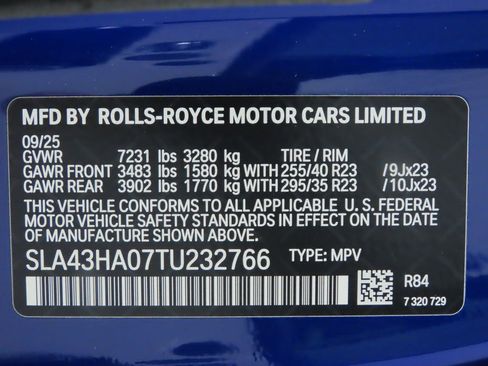 MFD BY ROLLS-ROYCE MOTOR CARS LIMITED
09/25
GVWR 7231 lbs 3280 kg TIRE / RIM
GAWR FRONT 3483 lbs 1580 kg WITH 255/40 R23 /9Jx23
GAWR REAR 3902 lbs 1770 kg WITH 295/35 R23 /10Jx23
THIS VEHICLE CONFORMS TO ALL APPLICABLE U. S. FEDERAL
MOTOR VEHICLE SAFETY STANDARDS IN EFFECT ON THE DATE
OF MANUFACTURE SHOWN ABOVE.
SLA43HA07TU232766 TYPE: MPV
R84
7 320 729